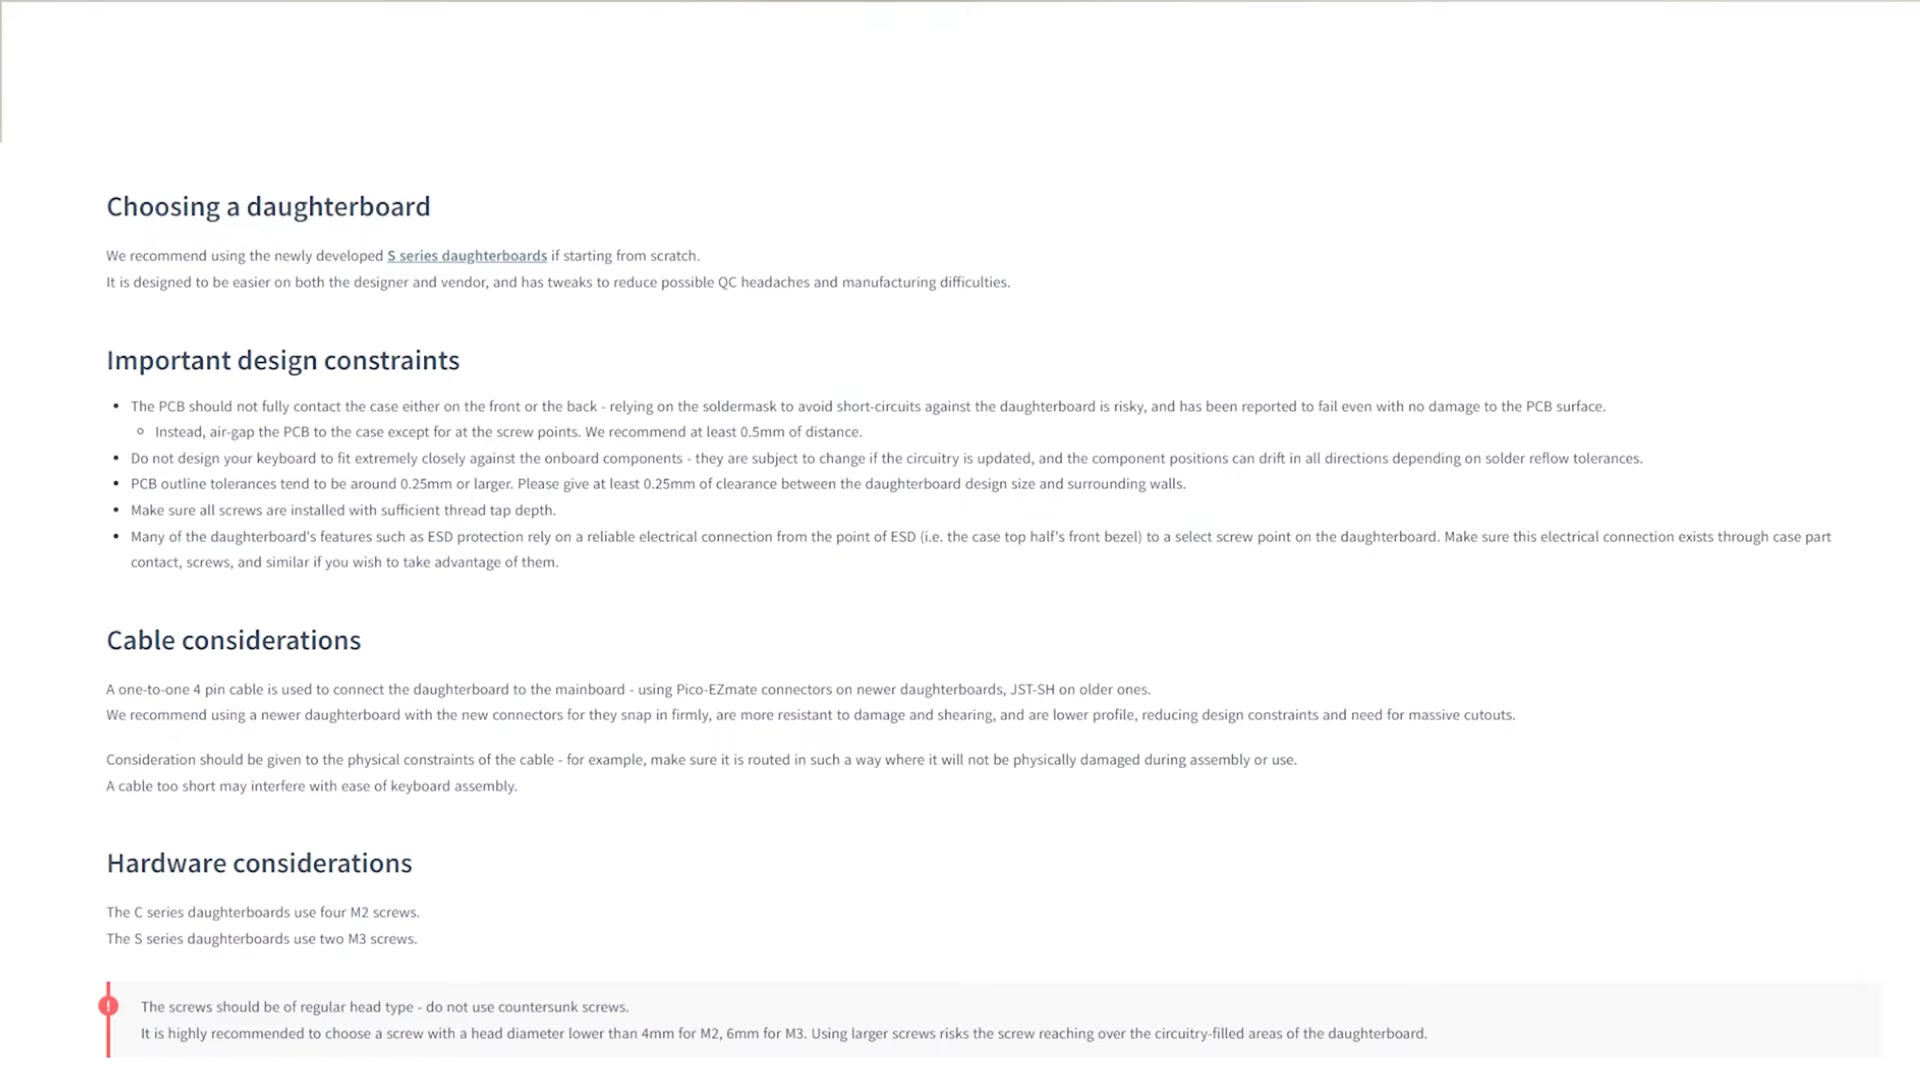 Choosing a daughterboard
We recommend using the newly developed S series daughterboards if starting from scratch.
It is designed to be easier on both the designer and vendor, and has tweaks to reduce possible QC headaches and manufacturing difficulties.
Important design constraints
• The PCB should not fully contact the case either on the front or the back - relying on the soldermask to avoid short-circuits against the daughterboard is risky, and has been reported to fail even with no damage to the PCB surface.
◦ Instead, air-gap the PCB to the case except for at the screw points. We recommend at least 0.5mm of distance.
• Do not design your keyboard to fit extremely closely against the onboard components - they are subject to change if the circuitry is updated, and the component positions can drift in all directions depending on solder reflow tolerances.
• PCB outline tolerances tend to be around 0.25mm or larger. Please give at least 0.25mm of clearance between the daughterboard design size and surrounding walls.
• Make sure all screws are installed with sufficient thread tap depth.
• Many of the daughterboard's features such as ESD protection rely on a reliable electrical connection from the point of ESD (i.e. the case top half's front bezel) to a select screw point on the daughterboard. Make sure this electrical connection exists through case part
contact, screws, and similar if you wish to take advantage of them.
Cable considerations
A one-to-one 4 pin cable is used to connect the daughterboard to the mainboard - using Pico-EZmate connectors on newer daughterboards, JST-SH on older ones.
We recommend using a newer daughterboard with the new connectors for they snap in firmly, are more resistant to damage and shearing, and are lower profile, reducing design constraints and need for massive cutouts.
Consideration should be given to the physical constraints of the cable - for example, make sure it is routed in such a way where it will not be physically damaged during assembly or use.
A cable too short may interfere with ease of keyboard assembly.
Hardware considerations
The C series daughterboards use four M2 screws.
The S series daughterboards use two M3 screws.
The screws should be of regular head type - do not use countersunk screws.
It is highly recommended to choose a screw with a head diameter lower than 4mm for M2, 6mm for M3. Using larger screws risks the screw reaching over the circuitry-filled areas of the daughterboard.